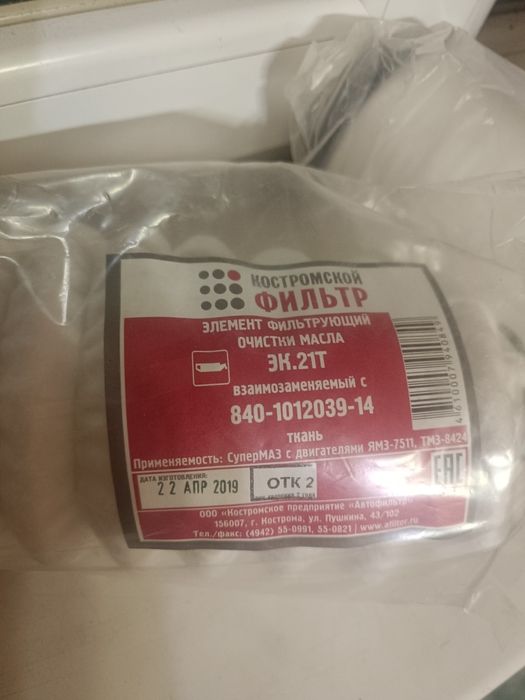 КОСТРОМСКОЙ
ФИЛЬТР
ЭЛЕМЕНТ ФИЛЬТРУЮЩИЙ
ОЧИСТКИ МАСЛА
ЭК.21Т
взаимозаменяемый с
840-1012039-14
ткань
Применяемость: СуперМАЗ с двигателями ЯМЗ-7511, ТМЗ-8424
ДАТА ИЗГОТОВЛЕНИЯ:
22 АПР 2019
ОТК 2
EAC
ООО «Костромское предприятие «Автофильтр»
156007, г. Кострома, ул. Пушкина, 43/102
Тел./факс: (4942) 55-0991, 55-0821 | www.afilter.ru
4610007940849